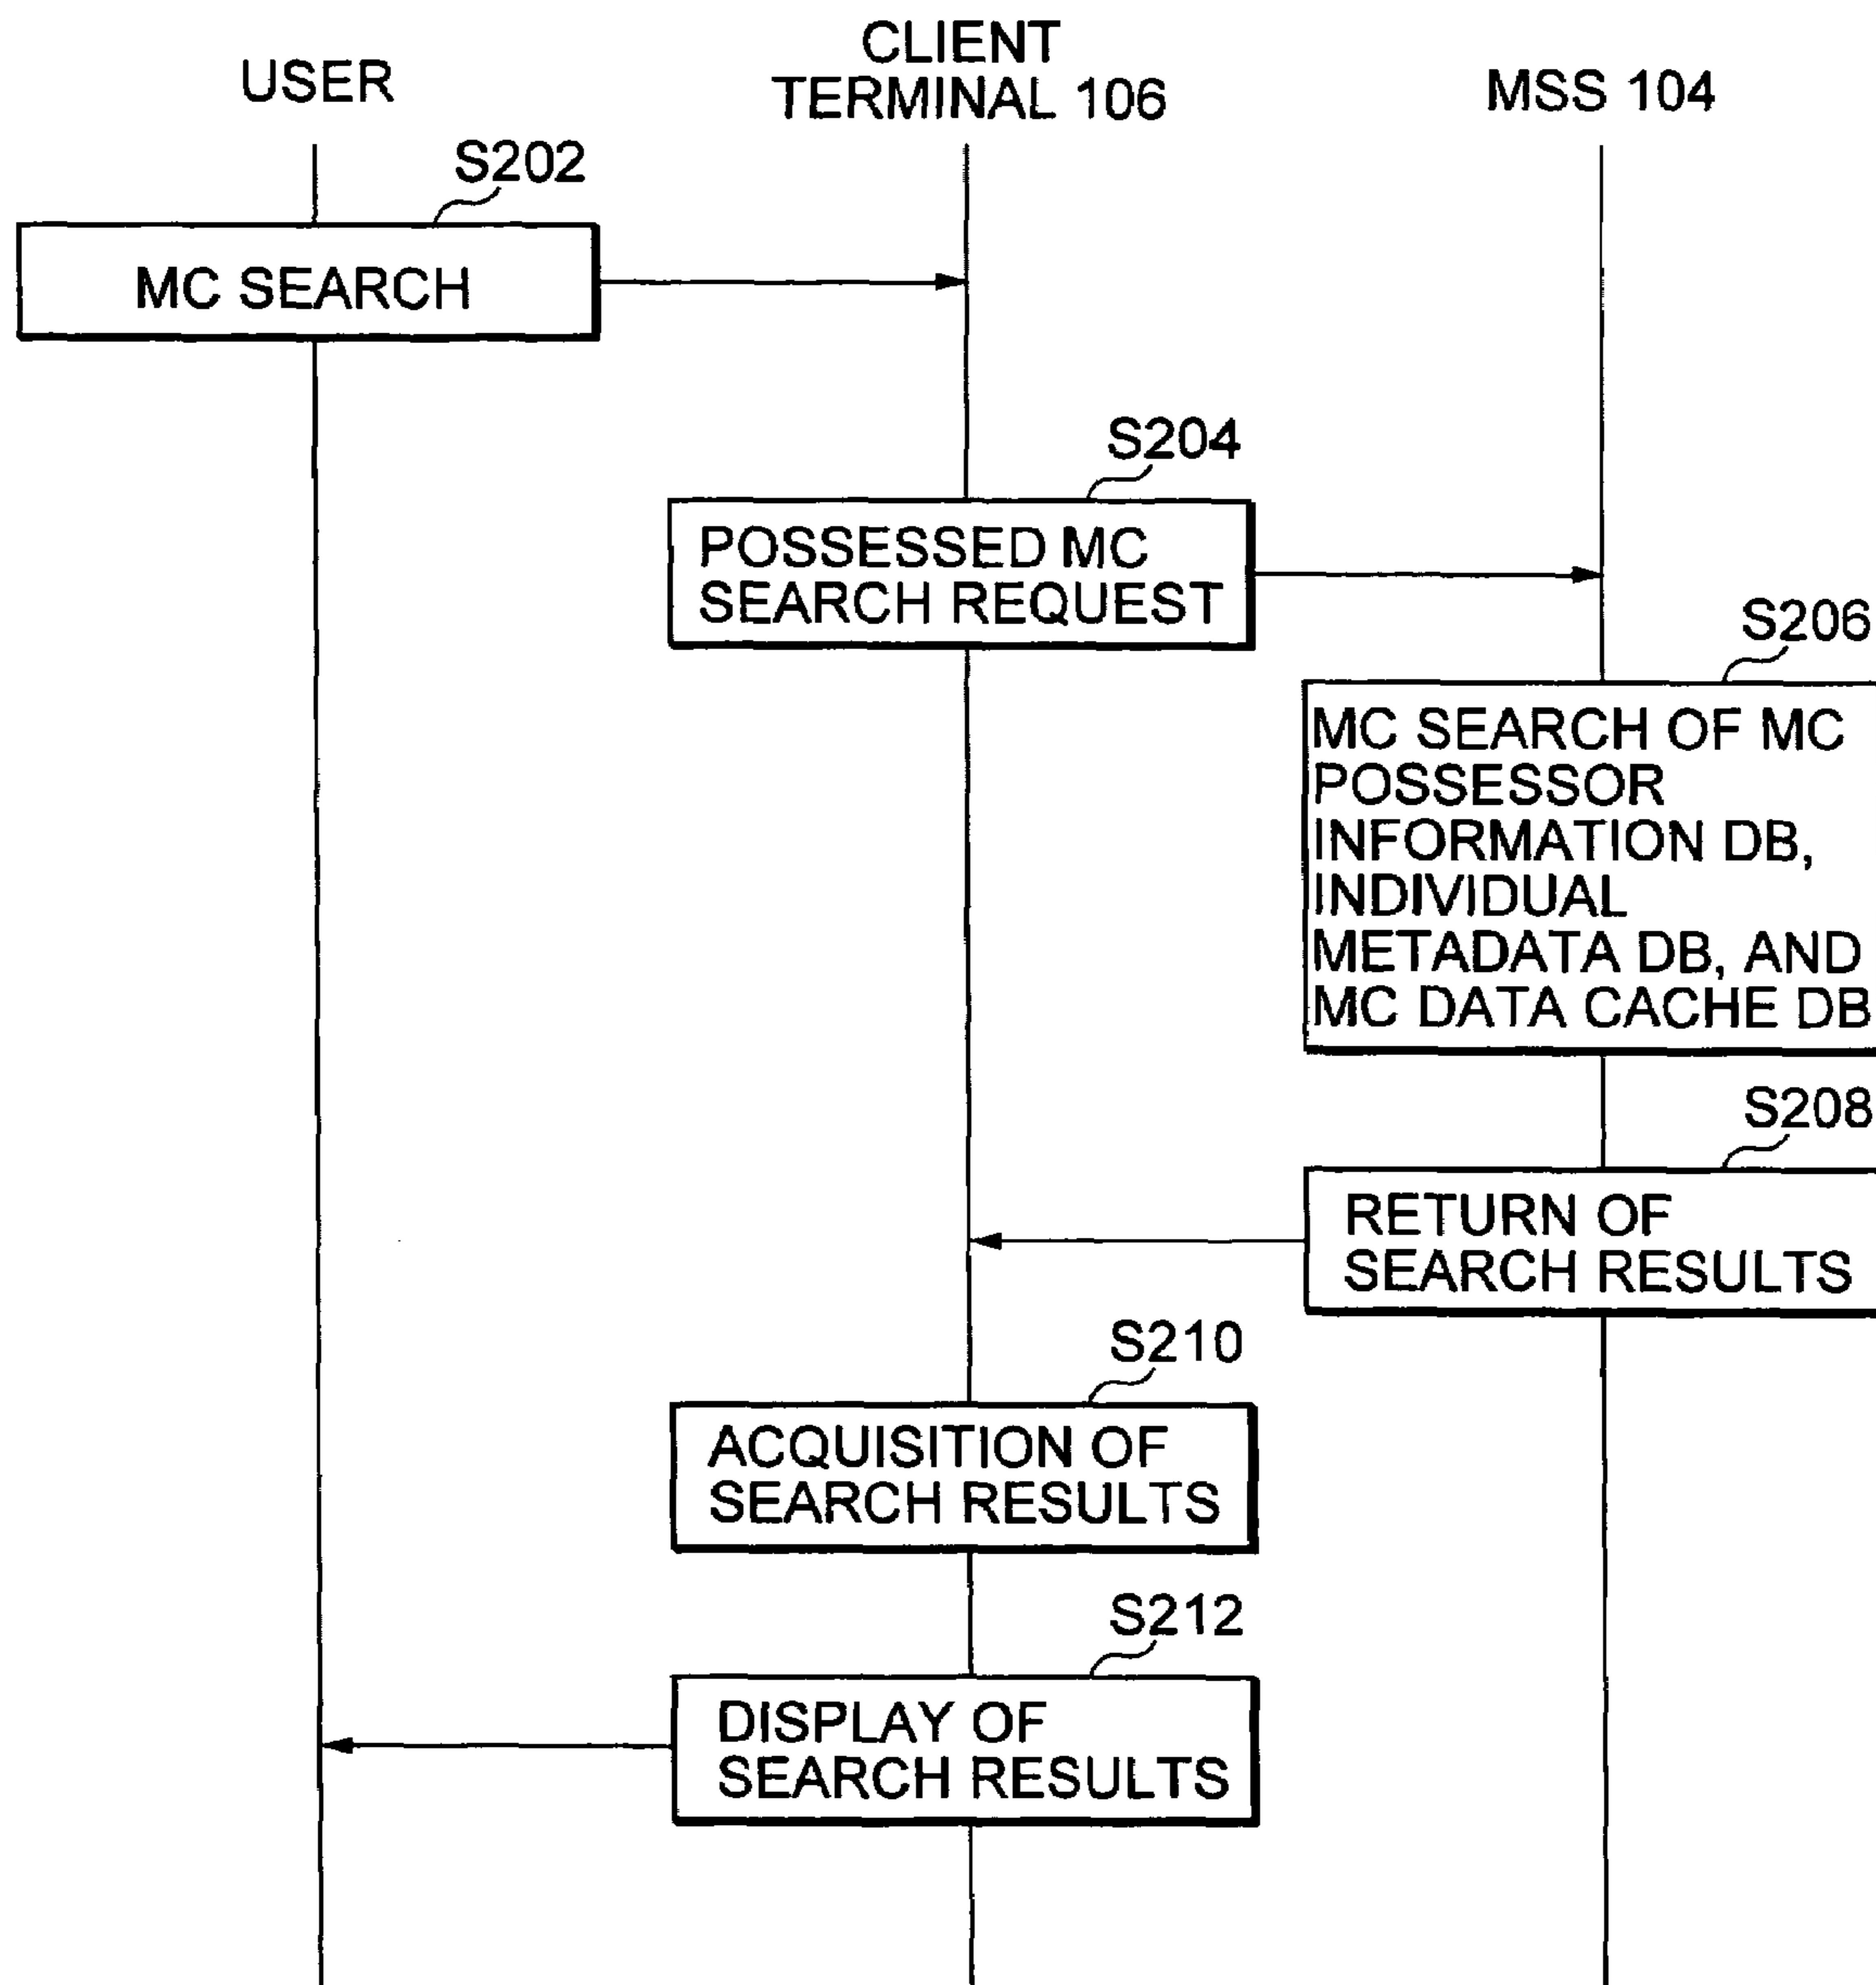 USER
CLIENT
TERMINAL 106
MSS 104
S202
MC SEARCH
S204
POSSESSED MC
SEARCH REQUEST
S206
MC SEARCH OF MC
POSSESSOR
INFORMATION DB,
INDIVIDUAL
METADATA DB, AND
MC DATA CACHE DB
S208
RETURN OF
SEARCH RESULTS
S210
ACQUISITION OF
SEARCH RESULTS
S212
DISPLAY OF
SEARCH RESULTS